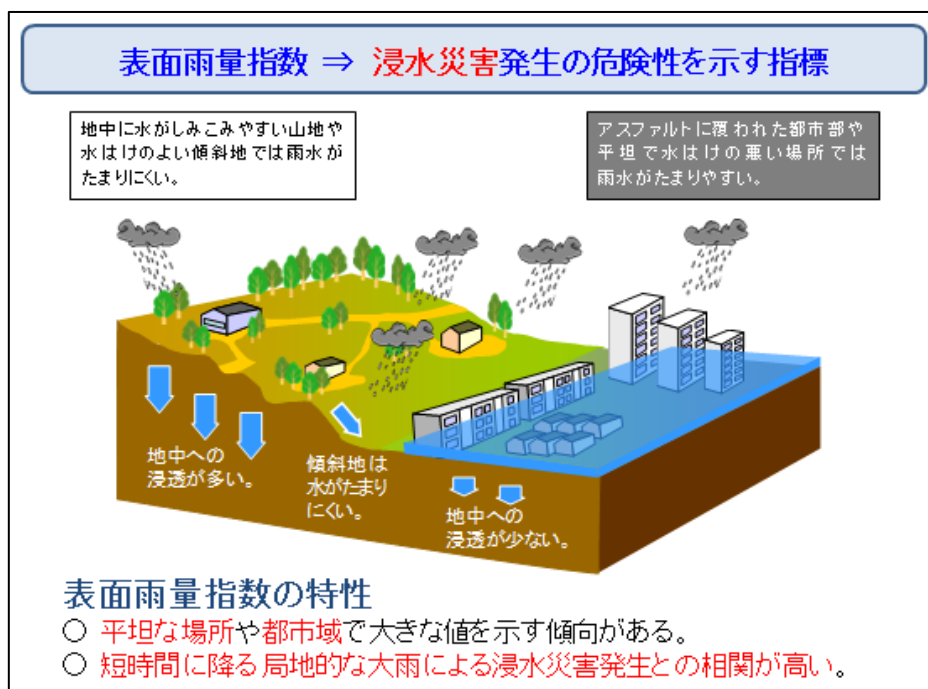 表面雨量指数 ⇒ 浸水災害発生の危険性を示す指標
地中に水がしみこみやすい山地や
水はけのよい傾斜地では雨水が
たまりにくい。
アスファルトに覆われた都市部や
平坦で水はけの悪い場所では
雨水がたまりやすい。
地中への
浸透が多い。
傾斜地は
水がたまり
にくい。
地中への
浸透が少ない。
表面雨量指数の特性
○ 平坦な場所や都市域で大きな値を示す傾向がある。
○ 短時間に降る局地的な大雨による浸水災害発生との相関が高い。